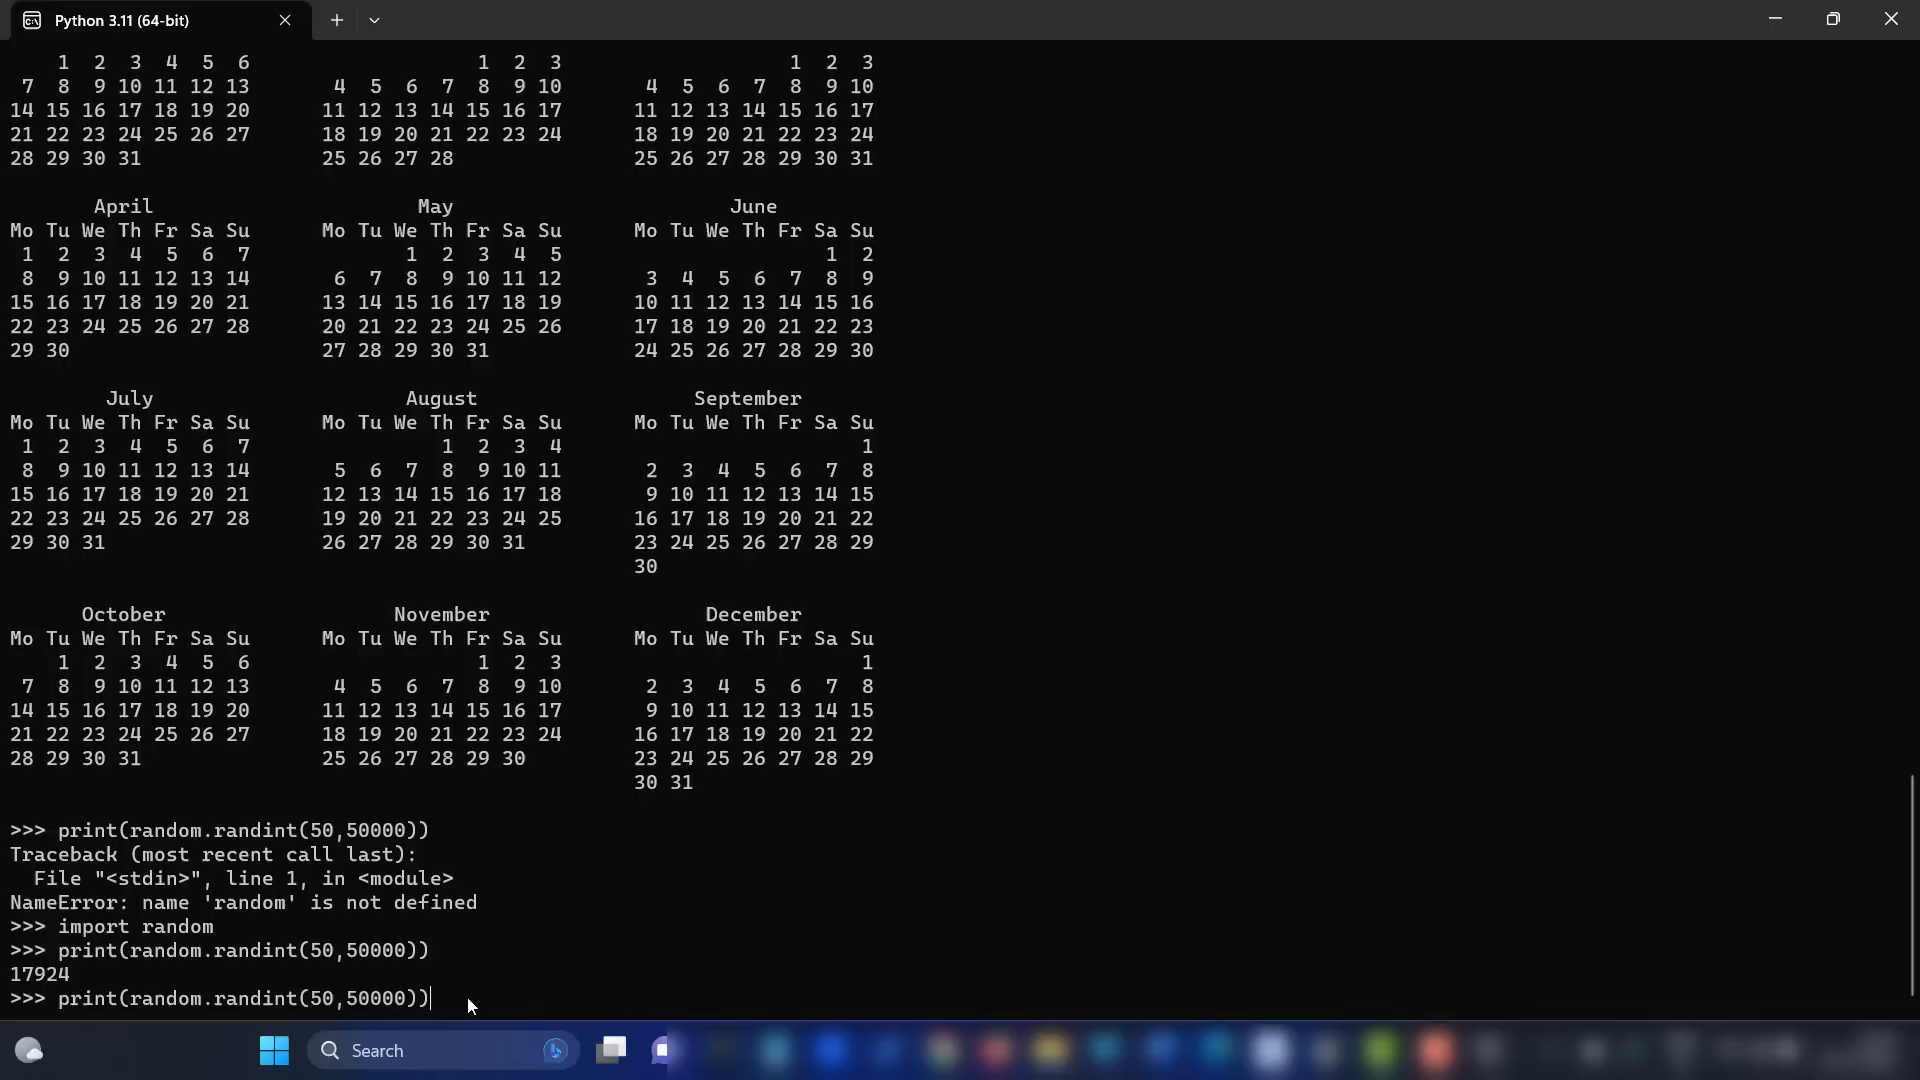 Python 3.11 (64-bit)
    1  2  3  4  5  6                   1  2  3                   1  2  3
 7  8  9 10 11 12 13       4  5  6  7  8  9 10       4  5  6  7  8  9 10
14 15 16 17 18 19 20      11 12 13 14 15 16 17      11 12 13 14 15 16 17
21 22 23 24 25 26 27      18 19 20 21 22 23 24      18 19 20 21 22 23 24
28 29 30 31               25 26 27 28               25 26 27 28 29 30 31
       April                      May                       June
Mo Tu We Th Fr Sa Su      Mo Tu We Th Fr Sa Su      Mo Tu We Th Fr Sa Su
 1  2  3  4  5  6  7             1  2  3  4  5                      1  2
 8  9 10 11 12 13 14       6  7  8  9 10 11 12       3  4  5  6  7  8  9
15 16 17 18 19 20 21      13 14 15 16 17 18 19      10 11 12 13 14 15 16
22 23 24 25 26 27 28      20 21 22 23 24 25 26      17 18 19 20 21 22 23
29 30                     27 28 29 30 31            24 25 26 27 28 29 30
        July                     August                  September
Mo Tu We Th Fr Sa Su      Mo Tu We Th Fr Sa Su      Mo Tu We Th Fr Sa Su
 1  2  3  4  5  6  7                1  2  3  4                         1
 8  9 10 11 12 13 14       5  6  7  8  9 10 11       2  3  4  5  6  7  8
15 16 17 18 19 20 21      12 13 14 15 16 17 18       9 10 11 12 13 14 15
22 23 24 25 26 27 28      19 20 21 22 23 24 25      16 17 18 19 20 21 22
29 30 31                  26 27 28 29 30 31         23 24 25 26 27 28 29
                                                    30
      October                   November                  December
Mo Tu We Th Fr Sa Su      Mo Tu We Th Fr Sa Su      Mo Tu We Th Fr Sa Su
    1  2  3  4  5  6                   1  2  3                         1
 7  8  9 10 11 12 13       4  5  6  7  8  9 10       2  3  4  5  6  7  8
14 15 16 17 18 19 20      11 12 13 14 15 16 17       9 10 11 12 13 14 15
21 22 23 24 25 26 27      18 19 20 21 22 23 24      16 17 18 19 20 21 22
28 29 30 31               25 26 27 28 29 30         23 24 25 26 27 28 29
                                                    30 31
>>> print(random.randint(50,50000))
Traceback (most recent call last):
  File "<stdin>", line 1, in <module>
NameError: name 'random' is not defined
>>> import random
>>> print(random.randint(50,50000))
17924
>>> print(random.randint(50,50000))
Search